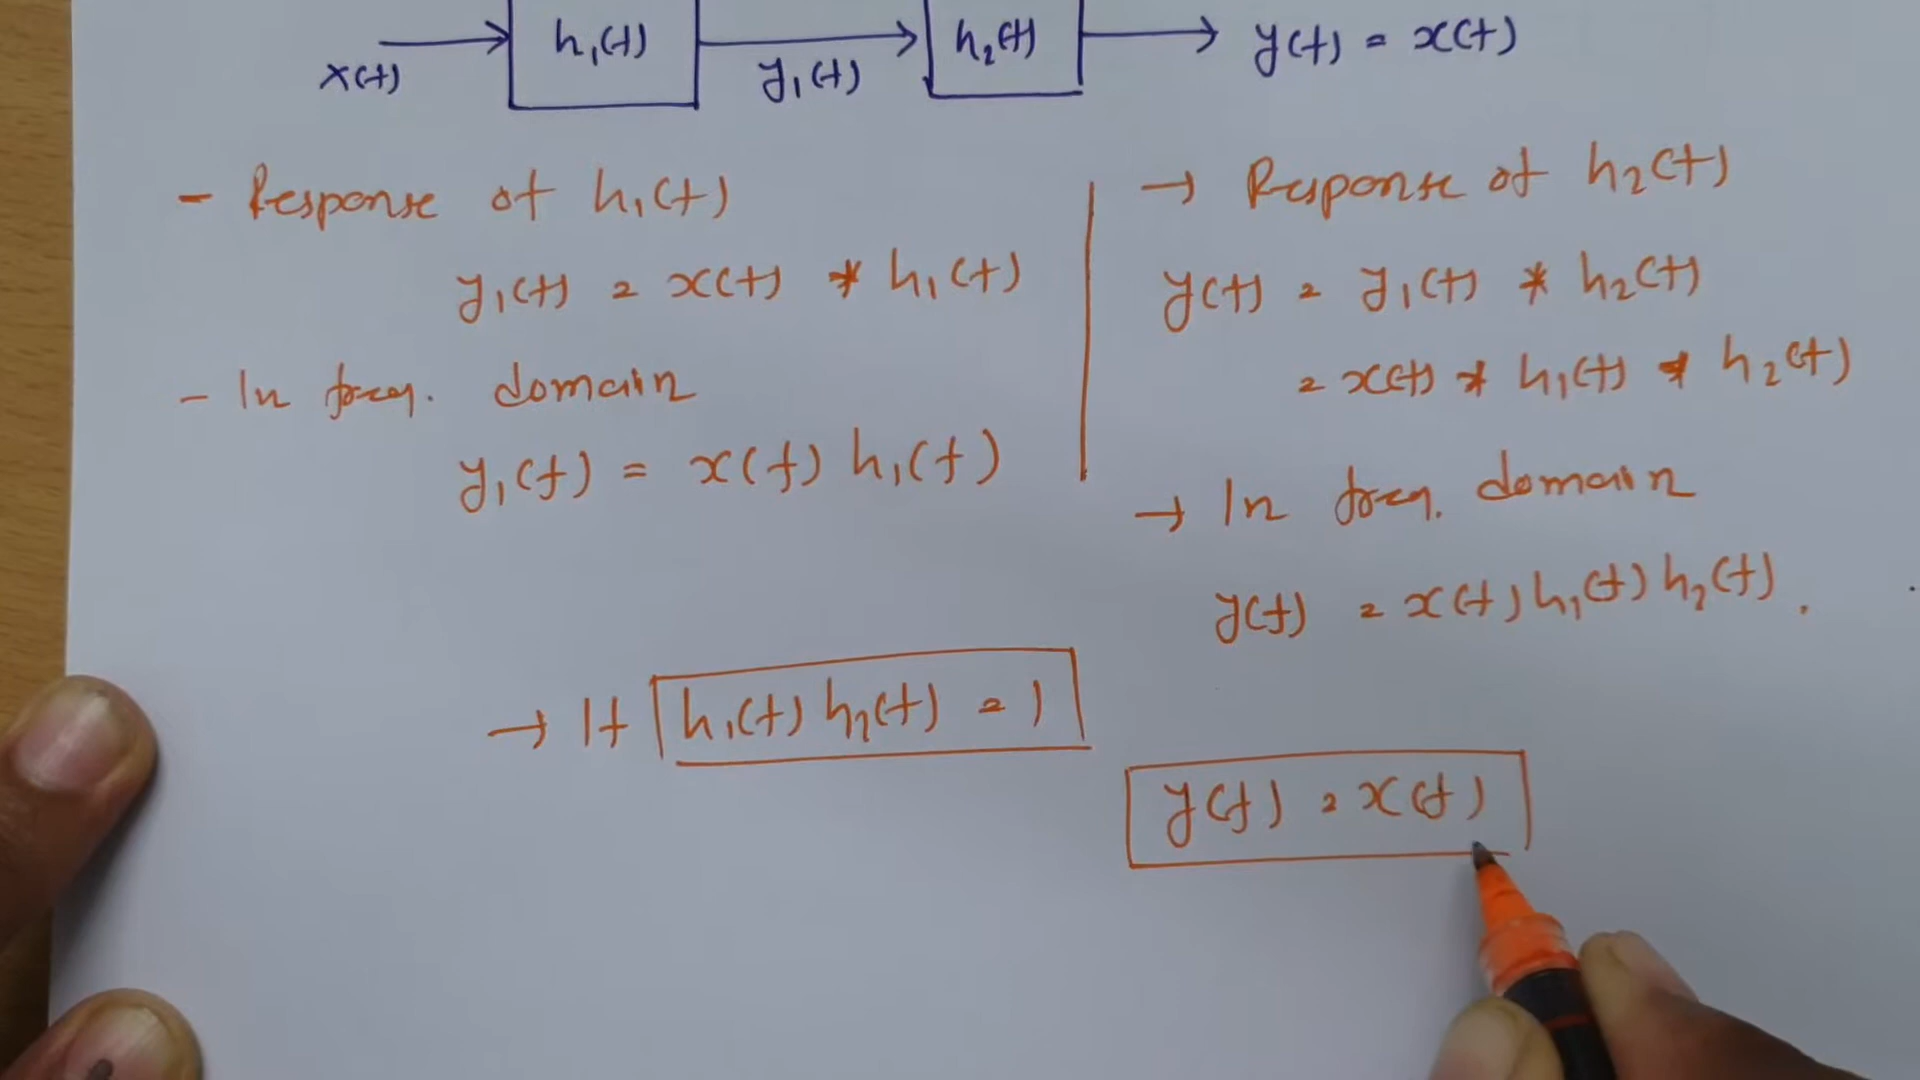 x(t) h₁(t) y₁(t) h₂(t) y(t) = x(t)
- Response of h₁(t)
y₁(t) = x(t) * h₁(t)
- In freq. domain
y₁(f) = x(f) h₁(f)
→ Response of h₂(t)
y(t) = y₁(t) * h₂(t)
= x(t) * h₁(t) * h₂(t)
→ In freq. domain
y(f) = x(f) h₁(f) h₂(f).
→ If h₁(f) h₂(f) = 1
y(f) = x(f)